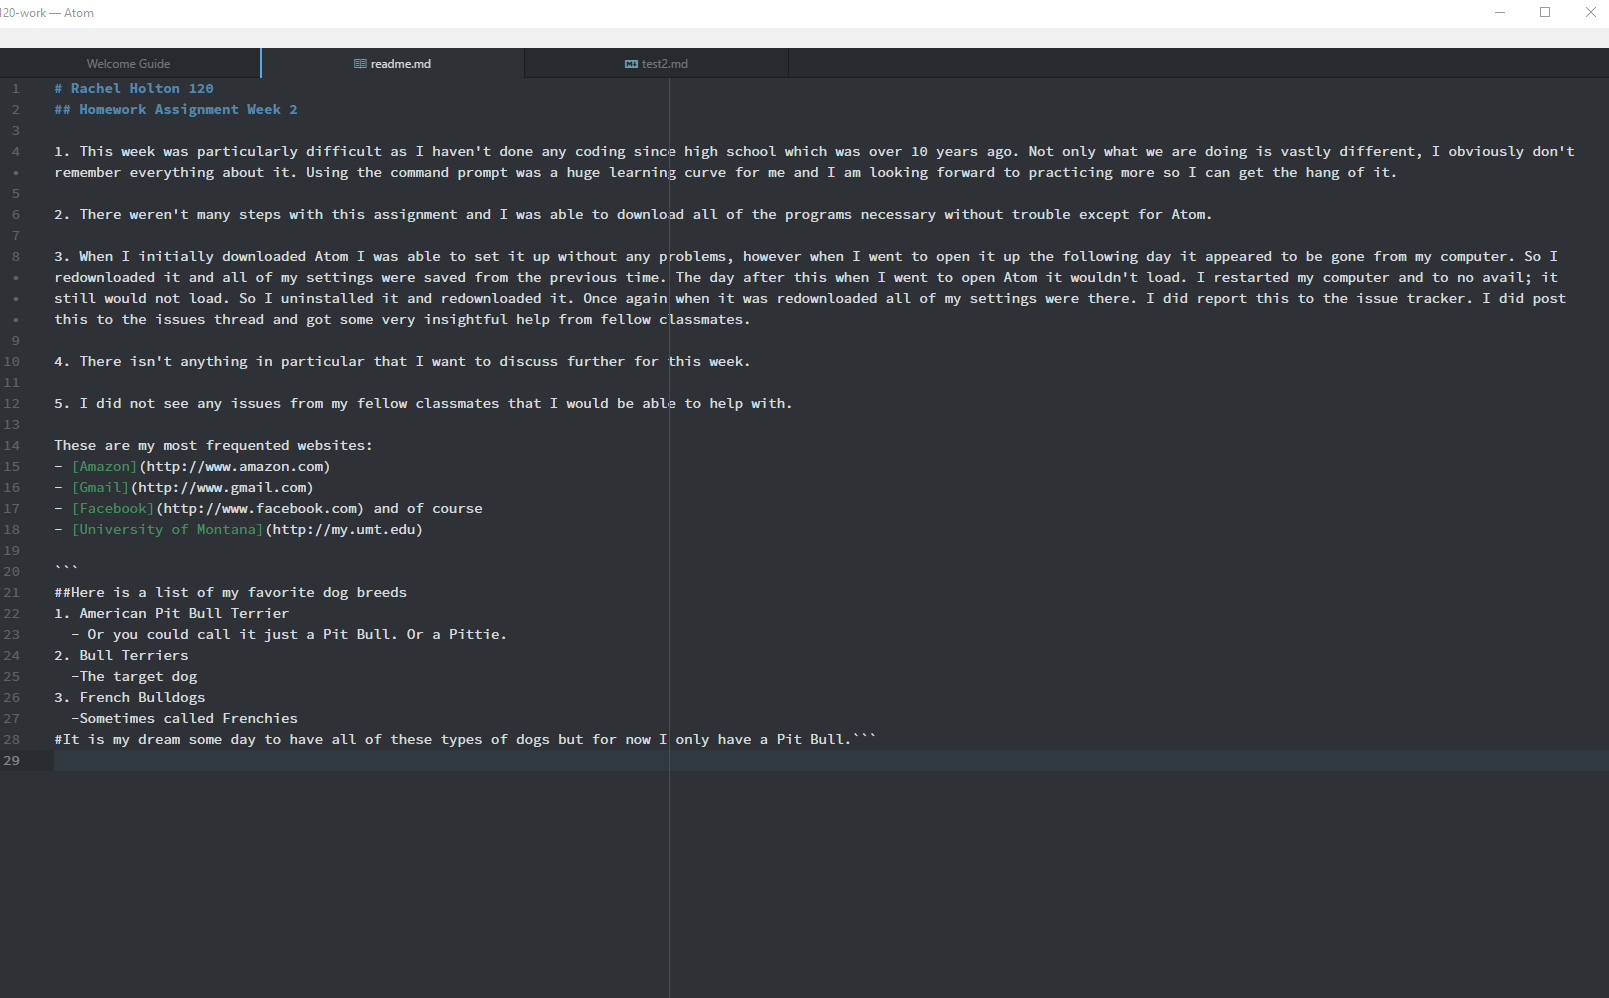 120-work — Atom
Welcome Guide
readme.md
test2.md
1 # Rachel Holton 120
2 ## Homework Assignment Week 2
3
4 1. This week was particularly difficult as I haven't done any coding since high school which was over 10 years ago. Not only what we are doing is vastly different, I obviously don't
• remember everything about it. Using the command prompt was a huge learning curve for me and I am looking forward to practicing more so I can get the hang of it.
5
6 2. There weren't many steps with this assignment and I was able to download all of the programs necessary without trouble except for Atom.
7
8 3. When I initially downloaded Atom I was able to set it up without any problems, however when I went to open it up the following day it appeared to be gone from my computer. So I
• redownloaded it and all of my settings were saved from the previous time. The day after this when I went to open Atom it wouldn't load. I restarted my computer and to no avail; it
• still would not load. So I uninstalled it and redownloaded it. Once again when it was redownloaded all of my settings were there. I did report this to the issue tracker. I did post
• this to the issues thread and got some very insightful help from fellow classmates.
9
10 4. There isn't anything in particular that I want to discuss further for this week.
11
12 5. I did not see any issues from my fellow classmates that I would be able to help with.
13
14 These are my most frequented websites:
15 - [Amazon](http://www.amazon.com)
16 - [Gmail](http://www.gmail.com)
17 - [Facebook](http://www.facebook.com) and of course
18 - [University of Montana](http://my.umt.edu)
19
20 ```
21 ##Here is a list of my favorite dog breeds
22 1. American Pit Bull Terrier
23   - Or you could call it just a Pit Bull. Or a Pittie.
24 2. Bull Terriers
25   -The target dog
26 3. French Bulldogs
27   -Sometimes called Frenchies
28 #It is my dream some day to have all of these types of dogs but for now I only have a Pit Bull.```
29